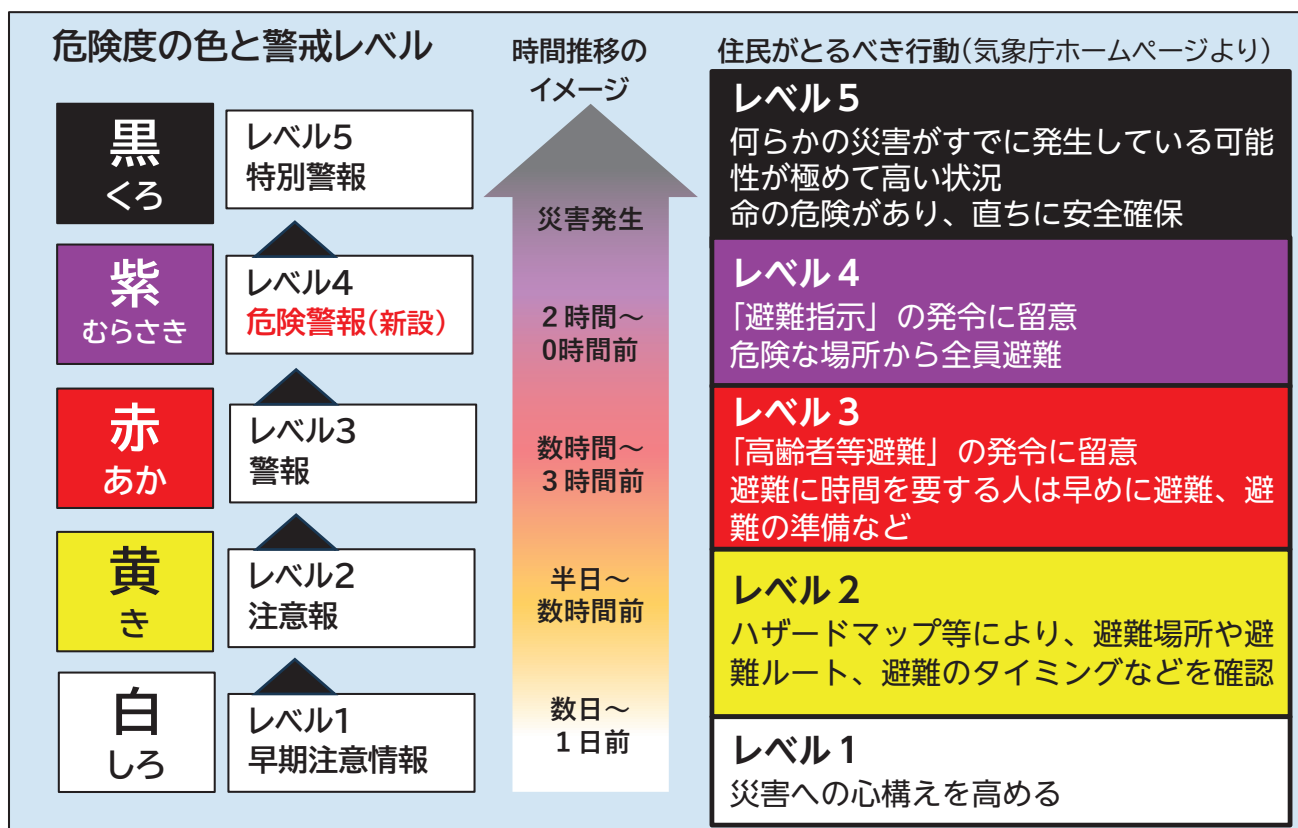 危険度の色と警戒レベル
黒
くろ
レベル5
特別警報
紫
むらさき
レベル4
危険警報(新設)
赤
あか
レベル3
警報
黄
き
レベル2
注意報
白
しろ
レベル1
早期注意情報
時間推移の
イメージ
災害発生
2時間～
0時間前
数時間～
3時間前
半日～
数時間前
数日～
1日前
住民がとるべき行動(気象庁ホームページより)
レベル5
何らかの災害がすでに発生している可能
性が極めて高い状況
命の危険があり、直ちに安全確保
レベル4
「避難指示」の発令に留意
危険な場所から全員避難
レベル3
「高齢者等避難」の発令に留意
避難に時間を要する人は早めに避難、避
難の準備など
レベル2
ハザードマップ等により、避難場所や避
難ルート、避難のタイミングなどを確認
レベル1
災害への心構えを高める